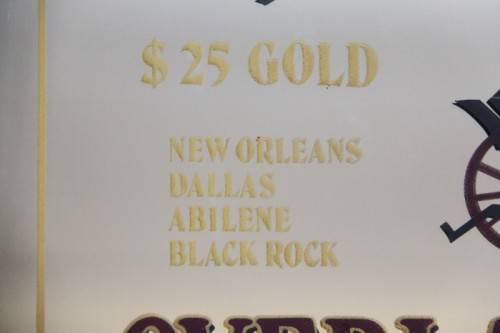 $ 25 GOLD
NEW ORLEANS
DALLAS
ABILENE
BLACK ROCK